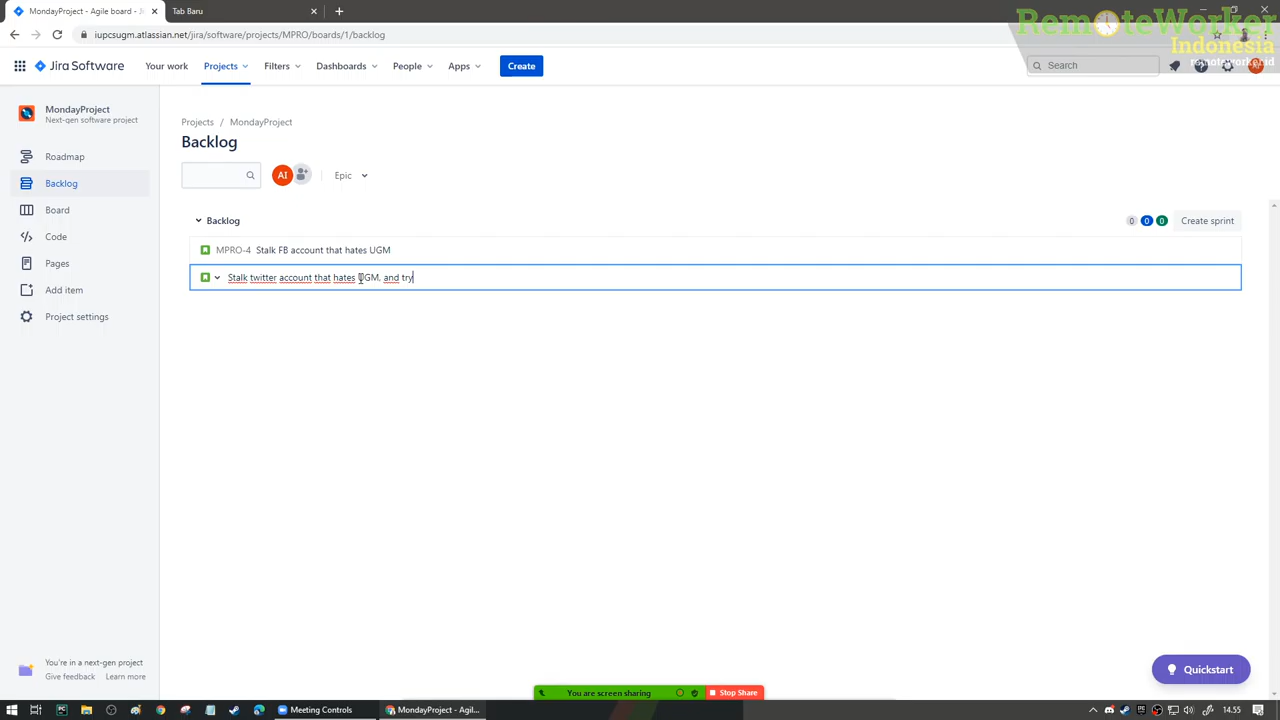 MondayProject - Agile board -
Tab Baru
RemoteWorker
Indonesia
remoteworker.id
iupcsugm.atlassian.net/jira/software/projects/MPRO/boards/1/backlog
Jira Software
Your work
Projects
Filters
Dashboards
People
Apps
Create
Search
MondayProject
Next-gen software project
Roadmap
Backlog
Board
Code
Pages
Add item
Project settings
Projects / MondayProject
Backlog
AI
Epic
Backlog
0 0 0
Create sprint
MPRO-4 Stalk FB account that hates UGM
Stalk twitter account that hates UGM, and try
You're in a next-gen project
Give feedback Learn more
Quickstart
You are screen sharing
Stop Share
Meeting Controls
MondayProject - Agil...
14.55